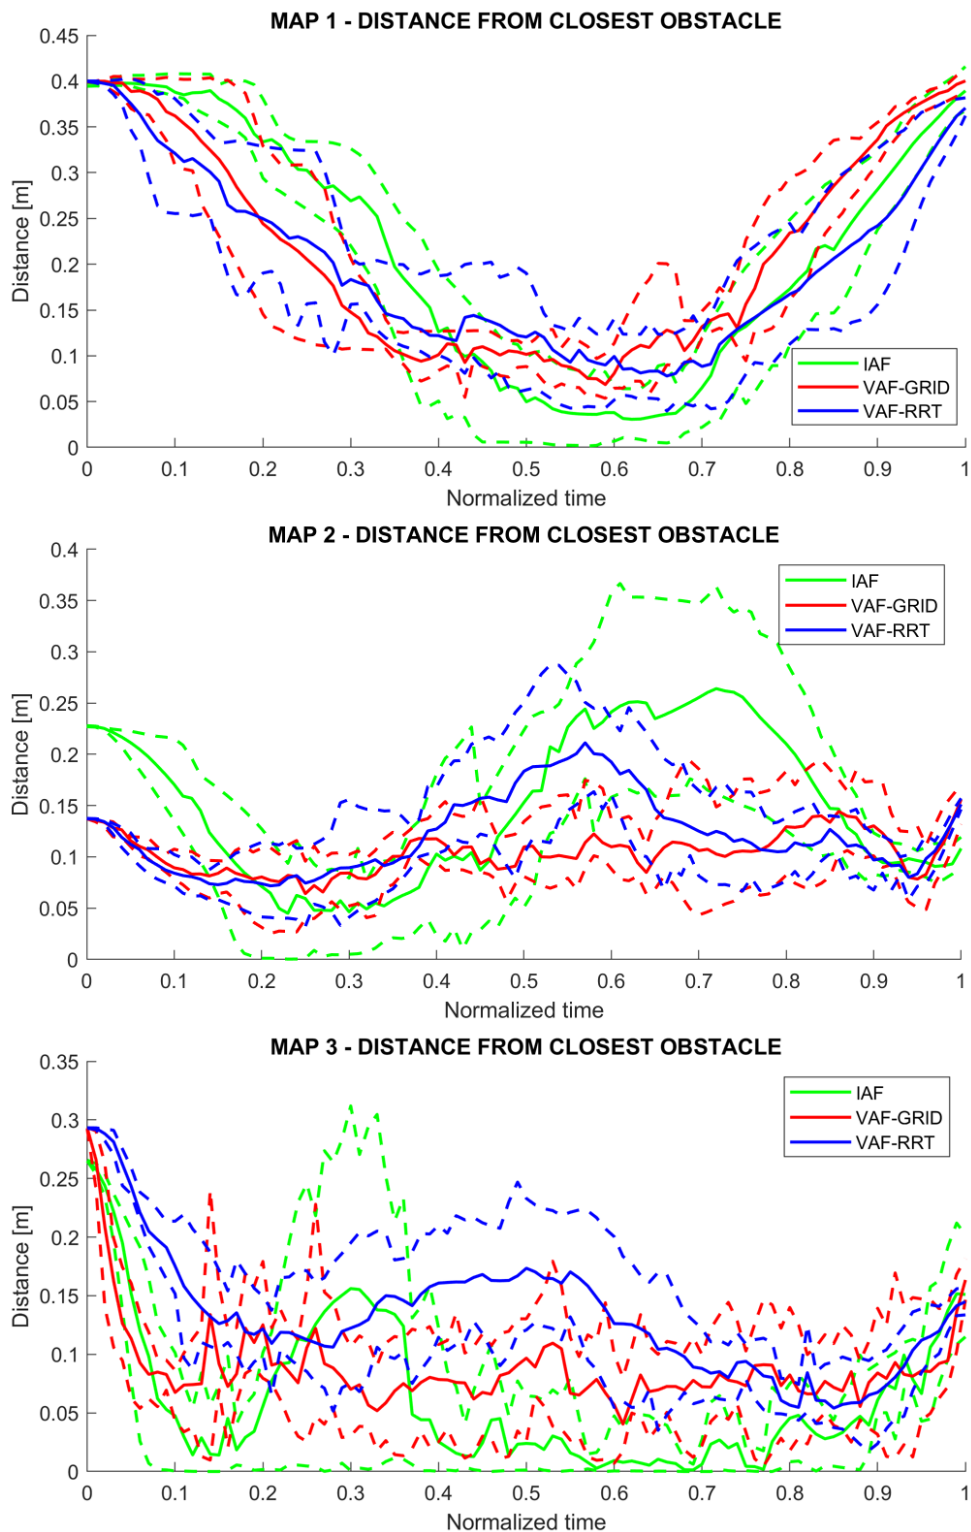 MAP 1 - DISTANCE FROM CLOSEST OBSTACLE
0.45
0.4
0.35
0.3
0.25
0.2
0.15
0.1
0.05
0
Distance [m]
IAF
VAF-GRID
VAF-RRT
0 0.1 0.2 0.3 0.4 0.5 0.6 0.7 0.8 0.9 1
Normalized time
MAP 2 - DISTANCE FROM CLOSEST OBSTACLE
0.4
0.35
0.3
0.25
0.2
0.15
0.1
0.05
0
Distance [m]
IAF
VAF-GRID
VAF-RRT
0 0.1 0.2 0.3 0.4 0.5 0.6 0.7 0.8 0.9 1
Normalized time
MAP 3 - DISTANCE FROM CLOSEST OBSTACLE
0.35
0.3
0.25
0.2
0.15
0.1
0.05
0
Distance [m]
IAF
VAF-GRID
VAF-RRT
0 0.1 0.2 0.3 0.4 0.5 0.6 0.7 0.8 0.9 1
Normalized time